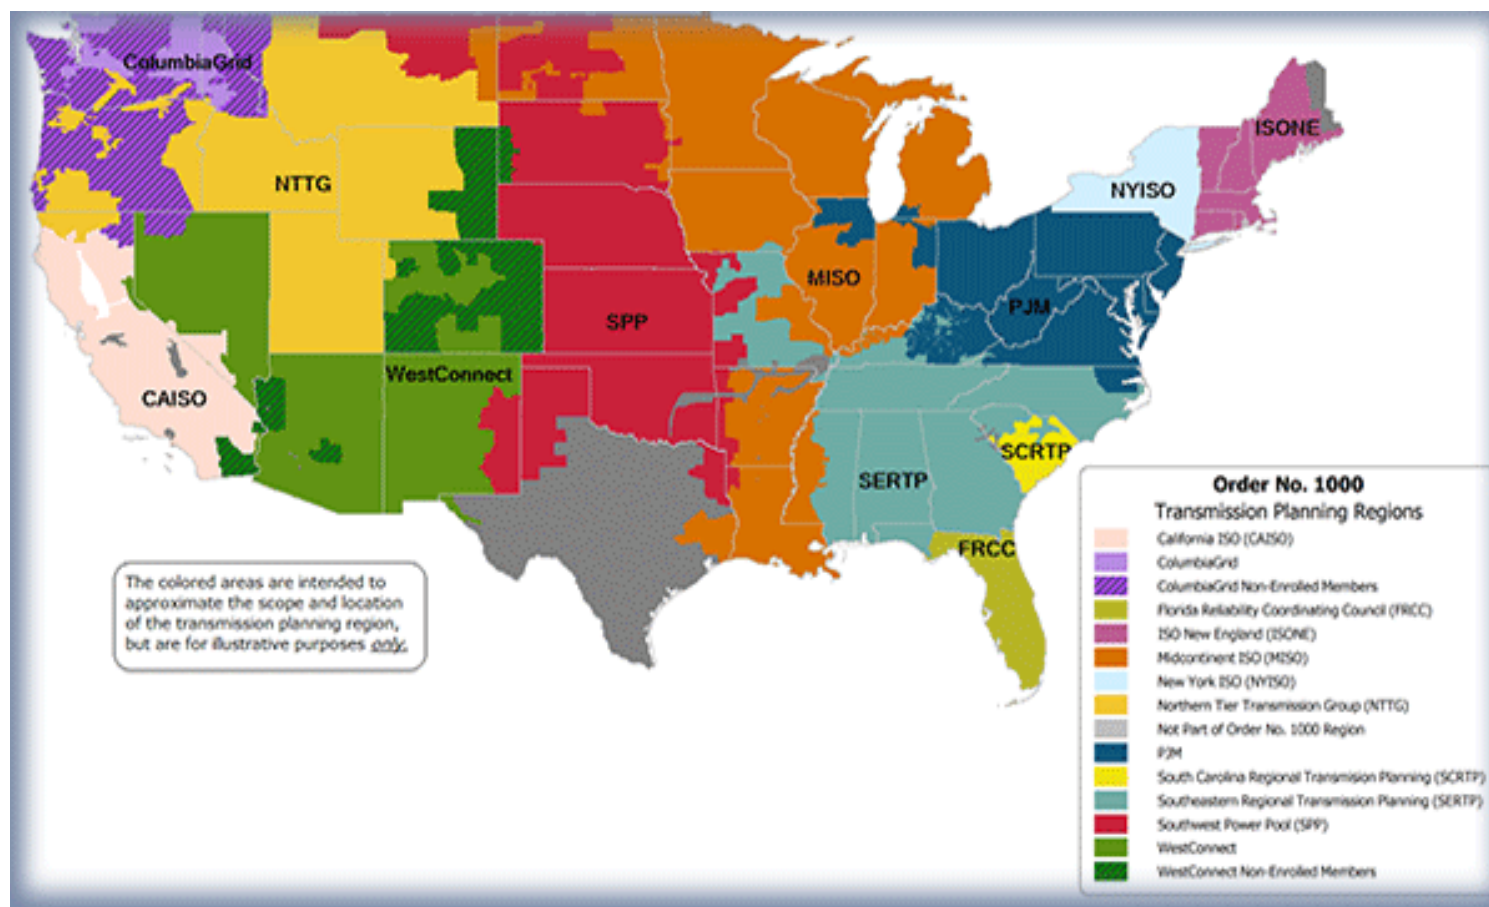 ColumbiaGrid
ISONE
NTTG
NYISO
MISO
PJM
SPP
WestConnect
CAISO
SCRTP
SERTP
FRCC
The colored areas are intended to
approximate the scope and location
of the transmission planning region,
but are for illustrative purposes only.
Order No. 1000
Transmission Planning Regions
California ISO (CAISO)
ColumbiaGrid
ColumbiaGrid Non-Enrolled Members
Florida Reliability Coordinating Council (FRCC)
ISO New England (ISONE)
Midcontinent ISO (MISO)
New York ISO (NYISO)
Northern Tier Transmission Group (NTTG)
Not Part of Order No. 1000 Region
PJM
South Carolina Regional Transmision Planning (SCRTP)
Southeastern Regional Transmission Planning (SERTP)
Southwest Power Pool (SPP)
WestConnect
WestConnect Non-Enrolled Members